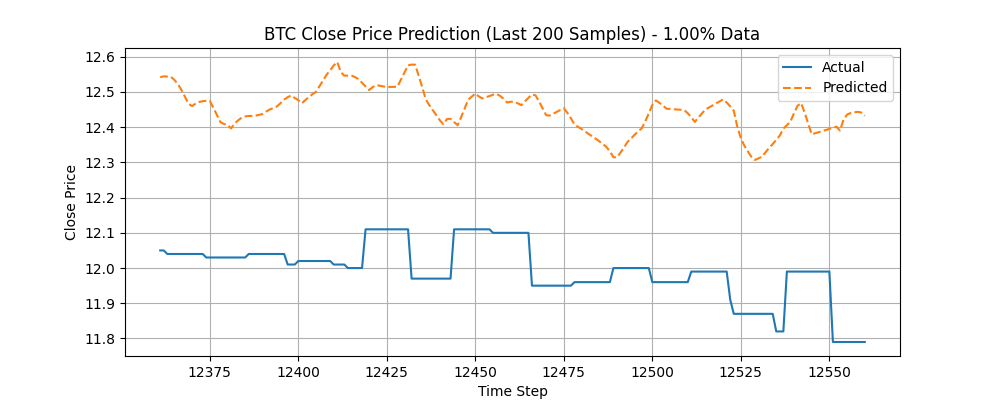 BTC Close Price Prediction (Last 200 Samples) - 1.00% Data
Actual
Predicted
Close Price
12.6
12.5
12.4
12.3
12.2
12.1
12.0
11.9
11.8
12375 12400 12425 12450 12475 12500 12525 12550
Time Step